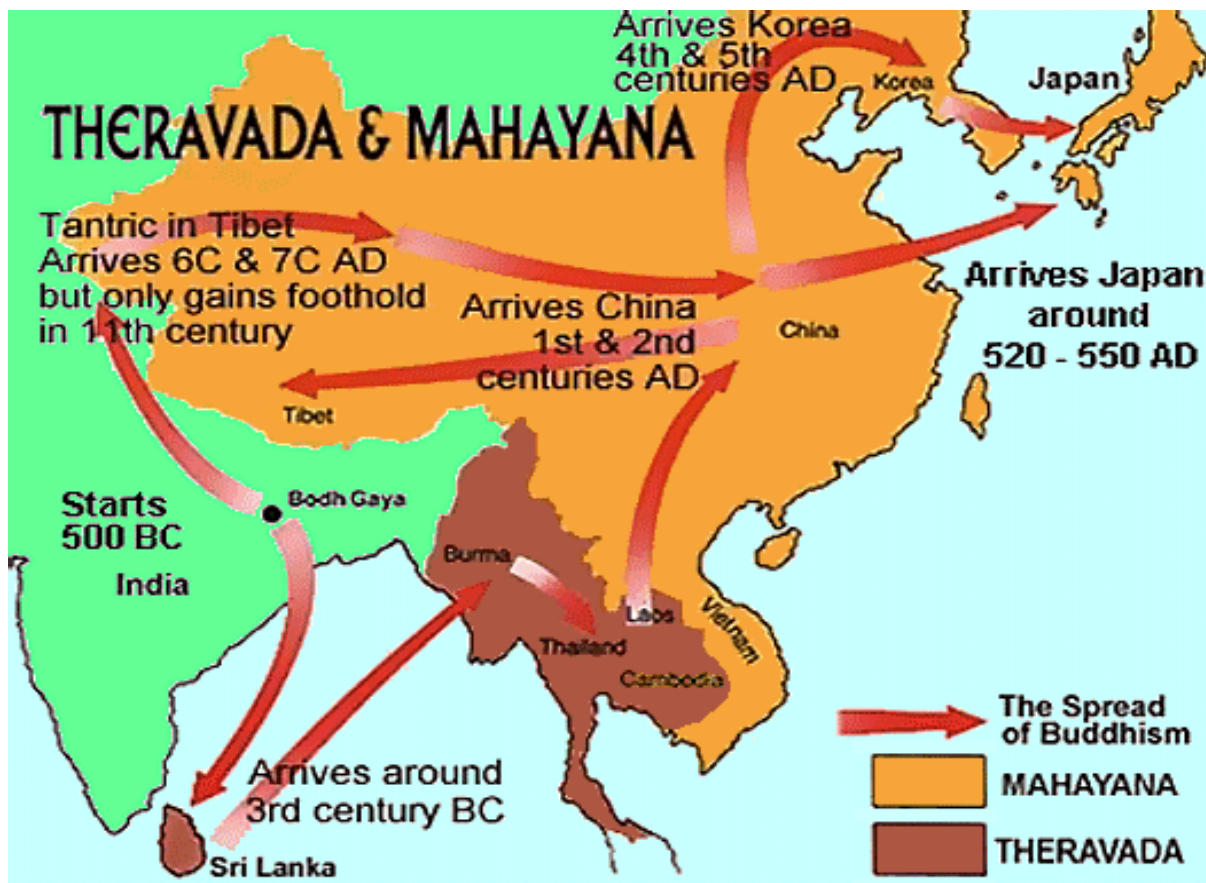 Arrives Korea
4th & 5th
centuries AD
Korea
Japan
THERAVADA & MAHAYANA
Tantric in Tibet
Arrives 6C & 7C AD
but only gains foothold
in 11th century
Arrives China
1st & 2nd
centuries AD
China
Arrives Japan
around
520 - 550 AD
Tibet
Starts
500 BC
Bodh Gaya
India
Burma
Laos
Thailand
Vietnam
Cambodia
Arrives around
3rd century BC
Sri Lanka
The Spread
of Buddhism
MAHAYANA
THERAVADA